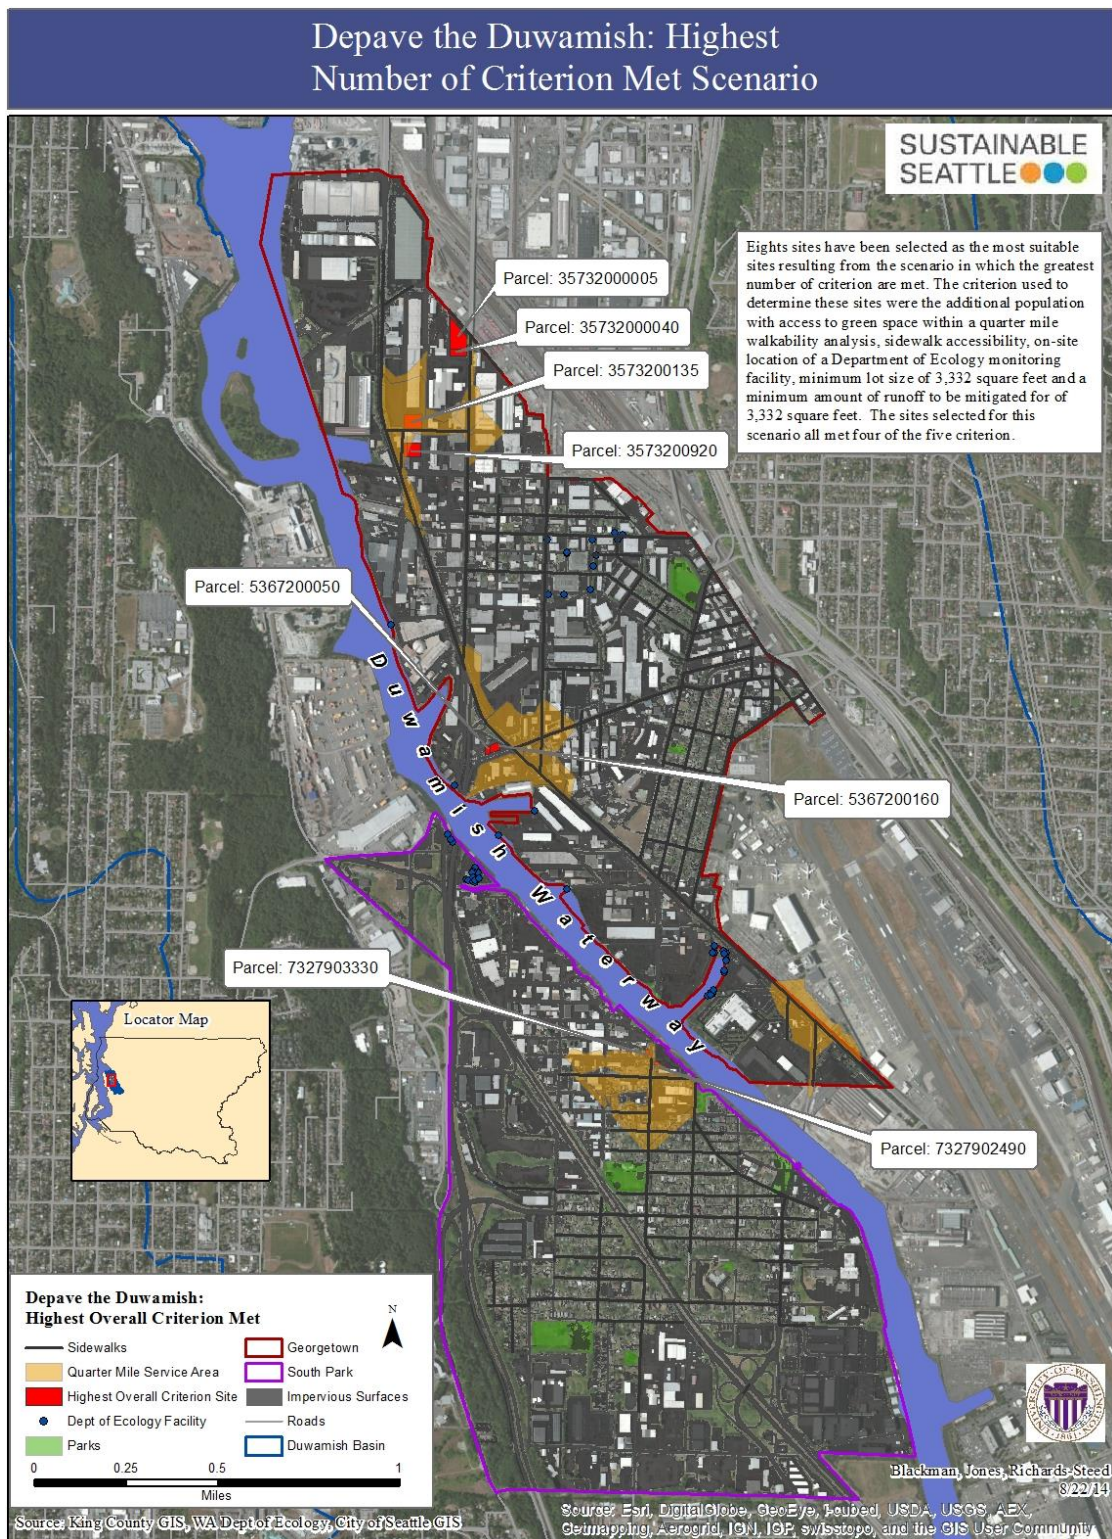 Depave the Duwamish: Highest
Number of Criterion Met Scenario
SUSTAINABLE
SEATTLE
Eights sites have been selected as the most suitable
sites resulting from the scenario in which the greatest
number of criterion are met. The criterion used to
determine these sites were the additional population
with access to green space within a quarter mile
walkability analysis, sidewalk accessibility, on-site
location of a Department of Ecology monitoring
facility, minimum lot size of 3,332 square feet and a
minimum amount of runoff to be mitigated for of
3,332 square feet. The sites selected for this
scenario all met four of the five criterion.
Parcel: 35732000005
Parcel: 35732000040
Parcel: 3573200135
Parcel: 3573200920
Parcel: 5367200050
Duwamish Waterway
Parcel: 5367200160
Parcel: 7327903330
Parcel: 7327902490
Locator Map
Depave the Duwamish:
Highest Overall Criterion Met
N
Sidewalks
Quarter Mile Service Area
Highest Overall Criterion Site
Dept of Ecology Facility
Parks
Georgetown
South Park
Impervious Surfaces
Roads
Duwamish Basin
0 0.25 0.5 1
Miles
Source: King County GIS, WA Dept of Ecology, City of Seattle GIS
UNIVERSITY OF WASHINGTON
1861
Blackman, Jones, Richards-Steed
8/22/14
Source: Esri, DigitalGlobe, GeoEye, i-cubed, USDA, USGS, AEX,
Getmapping, Aerogrid, IGN, IGP, swisstopo, and the GIS User Community